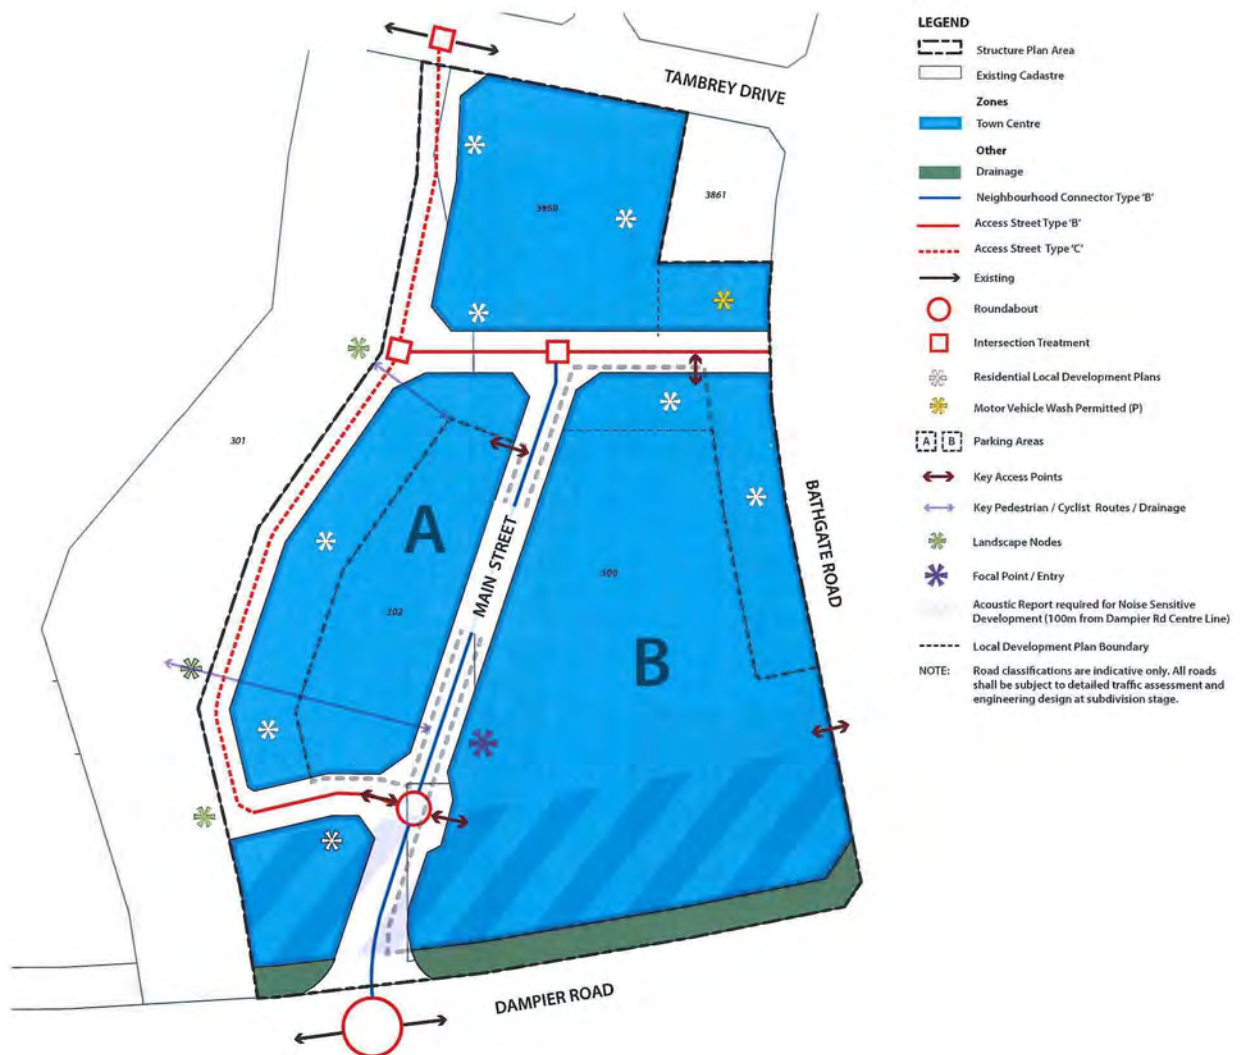 TAMBREY DRIVE
3861
3860
301
A
MAIN STREET
302
500
B
BATHGATE ROAD
DAMPIER ROAD
LEGEND
Structure Plan Area
Existing Cadastre
Zones
Town Centre
Other
Drainage
Neighbourhood Connector Type 'B'
Access Street Type 'B'
Access Street Type 'C'
Existing
Roundabout
Intersection Treatment
Residential Local Development Plans
Motor Vehicle Wash Permitted (P)
A B Parking Areas
Key Access Points
Key Pedestrian / Cyclist Routes / Drainage
Landscape Nodes
Focal Point / Entry
Acoustic Report required for Noise Sensitive
Development (100m from Dampier Rd Centre Line)
Local Development Plan Boundary
NOTE: Road classifications are indicative only. All roads
shall be subject to detailed traffic assessment and
engineering design at subdivision stage.